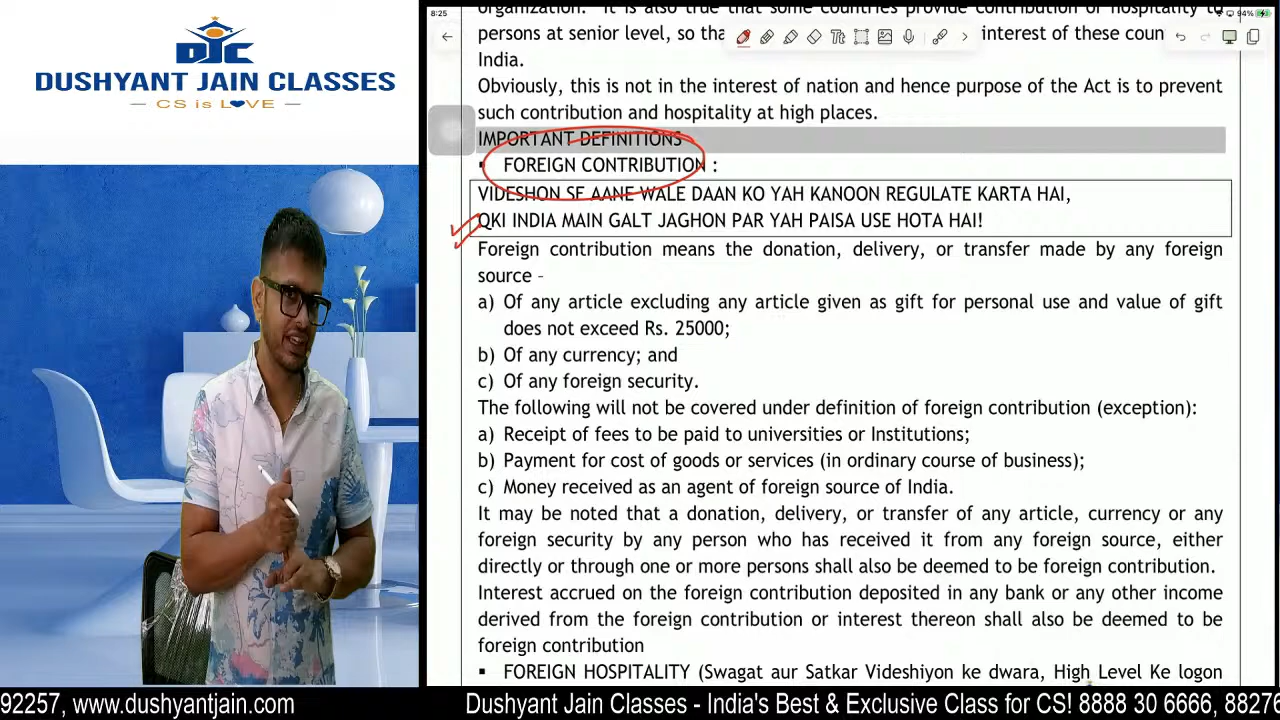 DJC
DUSHYANT JAIN CLASSES
CS is L VE
8:25
94%
organization. It is also true that some countries provide contribution or hospitality to
persons at senior level, so tha interest of these coun
India.
Obviously, this is not in the interest of nation and hence purpose of the Act is to prevent
such contribution and hospitality at high places.
IMPORTANT DEFINITIONS
▪ FOREIGN CONTRIBUTION :
VIDESHON SE AANE WALE DAAN KO YAH KANOON REGULATE KARTA HAI,
QKI INDIA MAIN GALT JAGHON PAR YAH PAISA USE HOTA HAI!
Foreign contribution means the donation, delivery, or transfer made by any foreign
source –
a) Of any article excluding any article given as gift for personal use and value of gift
does not exceed Rs. 25000;
b) Of any currency; and
c) Of any foreign security.
The following will not be covered under definition of foreign contribution (exception):
a) Receipt of fees to be paid to universities or Institutions;
b) Payment for cost of goods or services (in ordinary course of business);
c) Money received as an agent of foreign source of India.
It may be noted that a donation, delivery, or transfer of any article, currency or any
foreign security by any person who has received it from any foreign source, either
directly or through one or more persons shall also be deemed to be foreign contribution.
Interest accrued on the foreign contribution deposited in any bank or any other income
derived from the foreign contribution or interest thereon shall also be deemed to be
foreign contribution
▪ FOREIGN HOSPITALITY (Swagat aur Satkar Videshiyon ke dwara, High Level Ke logon
92257, www.dushyantjain.com Dushyant Jain Classes - India's Best & Exclusive Class for CS! 8888 30 6666, 88276